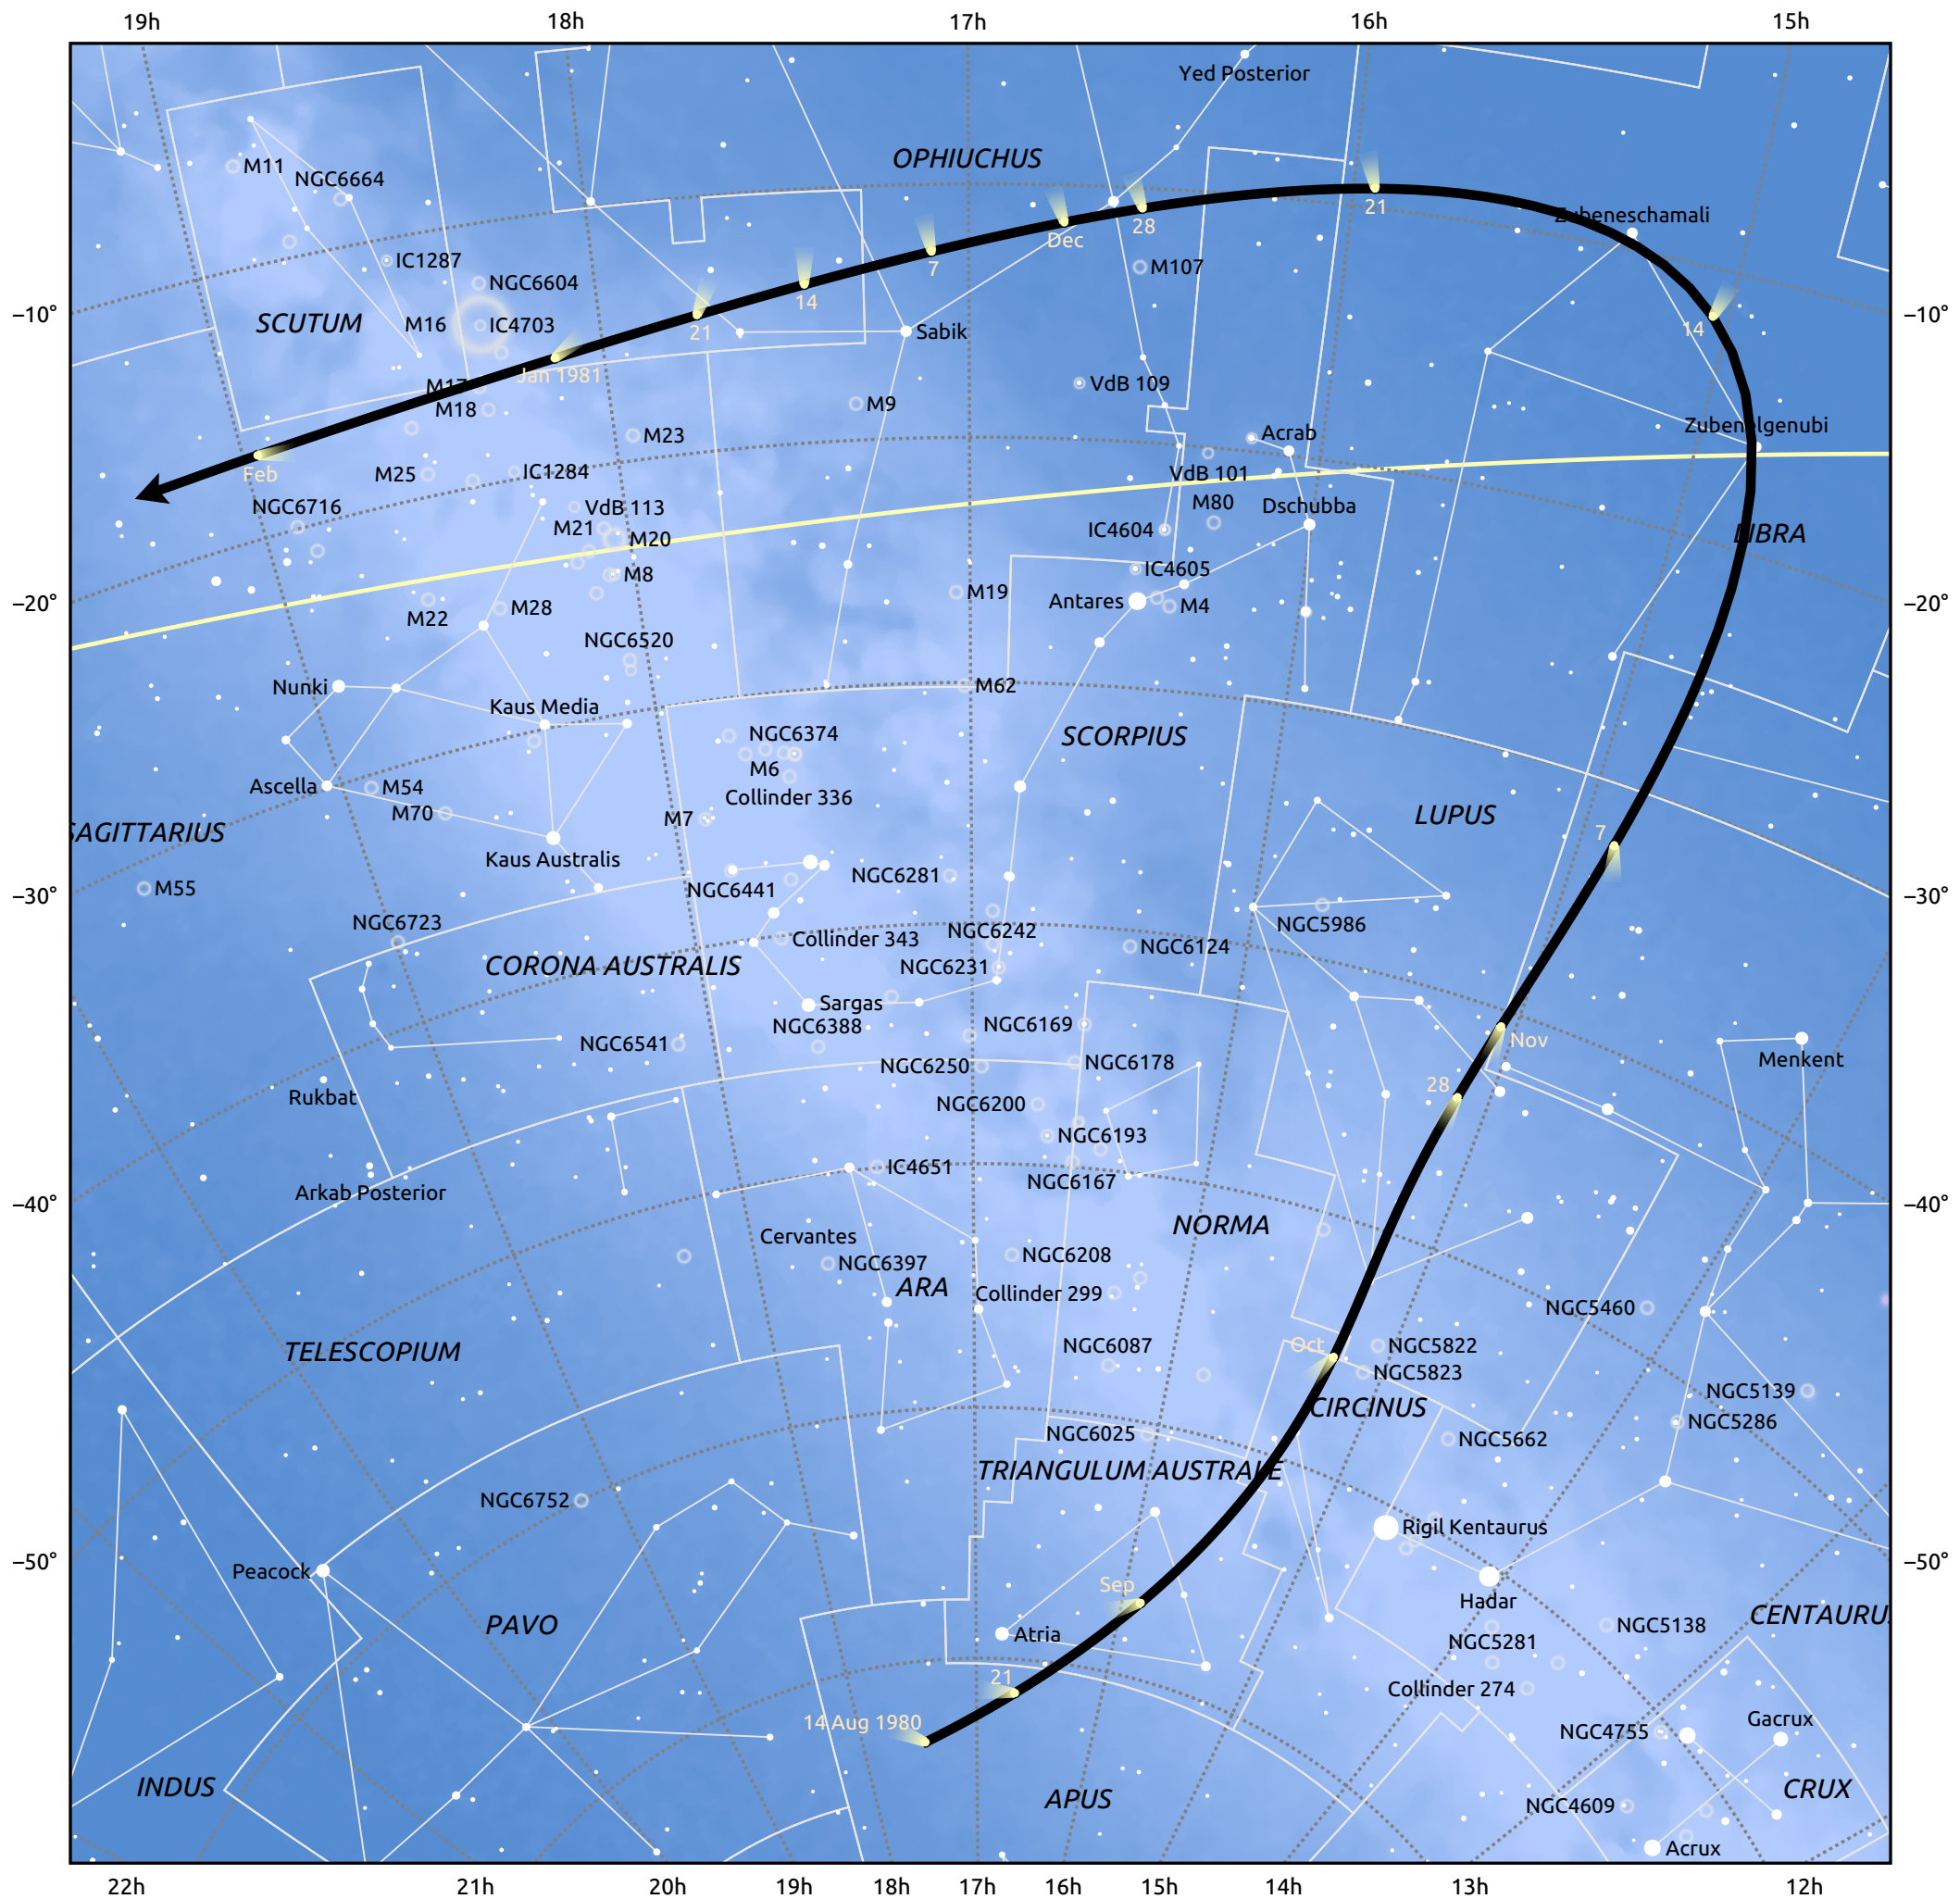 19h 18h 17h 16h 15h
Yed Posterior
OPHIUCHUS
M11
NGC6664
21
Zubeneschamali
28
Dec
IC1287
7
M107
NGC6604
14
−10°
−10°
SCUTUM
M16
IC4703
21
14
Sabik
Jan 1981
M17
VdB 109
M18
M9
Zubenelgenubi
M23
Acrab
Feb
M25
IC1284
VdB 101
NGC6716
VdB 113
M80
Dschubba
M21
IC4604
LIBRA
M20
M8
IC4605
−20°
−20°
M22
M28
M19
Antares
M4
NGC6520
Nunki
M62
Kaus Media
NGC6374
SCORPIUS
M6
Ascella
M54
Collinder 336
M70
M7
LUPUS
SAGITTARIUS
7
Kaus Australis
M55
NGC6441
NGC6281
−30°
−30°
NGC6723
NGC5986
Collinder 343
NGC6242
NGC6124
CORONA AUSTRALIS
NGC6231
Sargas
NGC6388
NGC6169
NGC6541
Nov
Menkent
NGC6250
NGC6178
28
Rukbat
NGC6200
NGC6193
IC4651
NGC6167
Arkab Posterior
−40°
−40°
Cervantes
NORMA
NGC6397
NGC6208
ARA
Collinder 299
NGC5460
TELESCOPIUM
NGC6087
Oct
NGC5822
NGC5823
NGC5139
CIRCINUS
NGC5286
NGC6025
NGC5662
TRIANGULUM AUSTRALE
NGC6752
Rigil Kentaurus
−50°
−50°
Peacock
Sep
Hadar
PAVO
Atria
NGC5281
NGC5138
CENTAURU
21
Collinder 274
14 Aug 1980
NGC4755
Gacrux
INDUS
APUS
NGC4609
CRUX
Acrux
22h 21h 20h 19h 18h 17h 16h 15h 14h 13h 12h